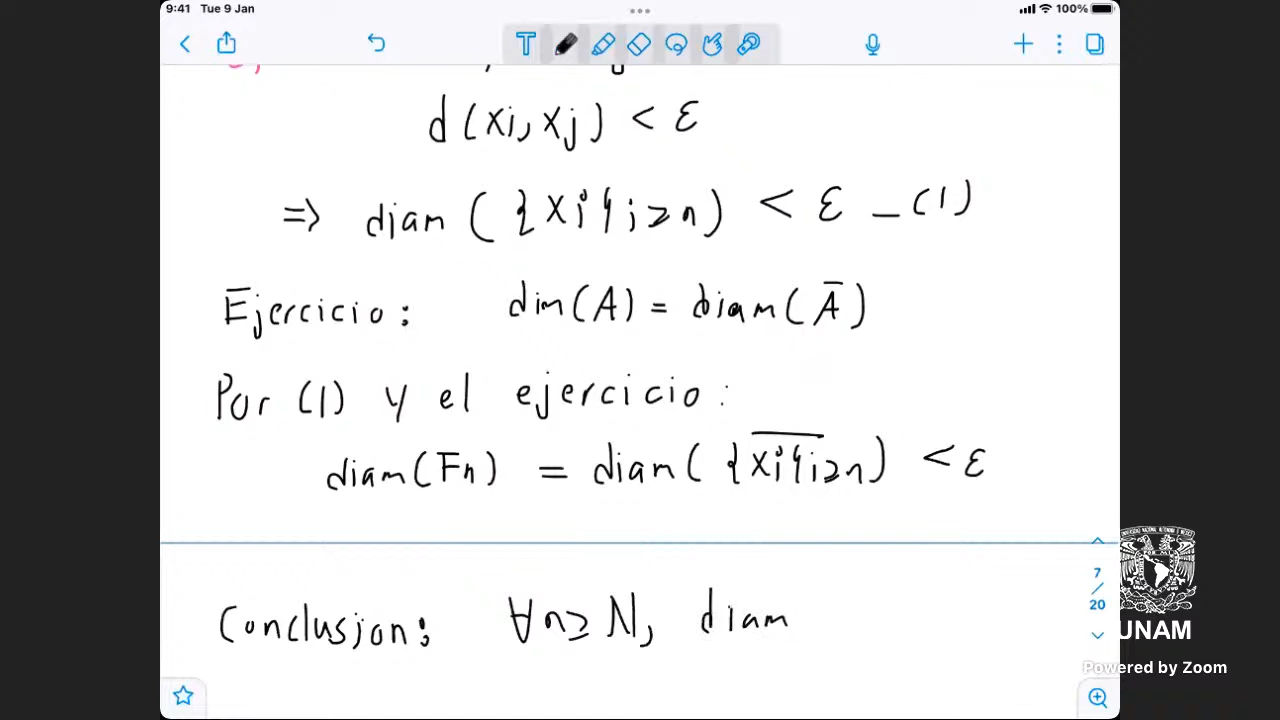 9:41 Tue 9 Jan 100%
d(xi, xj) < ε
=> diam ({xi}i≥n) < ε _(1)
Ejercicio: dim(A) = diam(Ā)
Por (1) y el ejercicio:
diam(Fn) = diam(\overline{{xi}i≥n}) < ε
7
/
20
Conclusion: ∀n≥N, diam
UNAM
Powered by Zoom